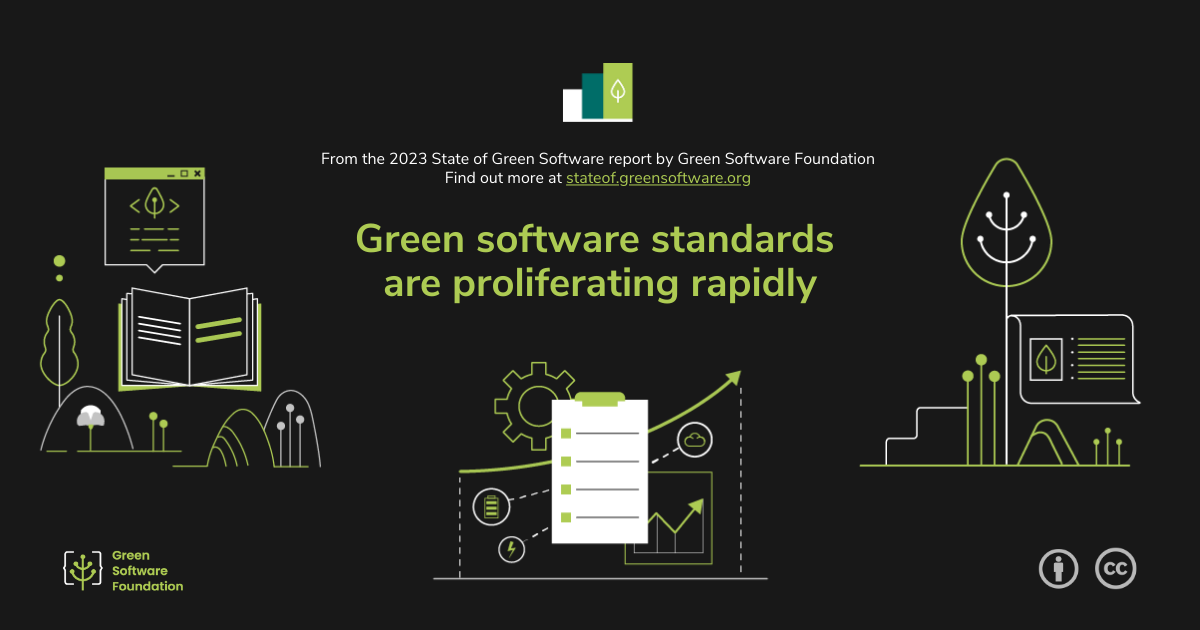 From the 2023 State of Green Software report by Green Software Foundation
Find out more at stateof.greensoftware.org
Green software standards
are proliferating rapidly
Green
Software
Foundation
cc